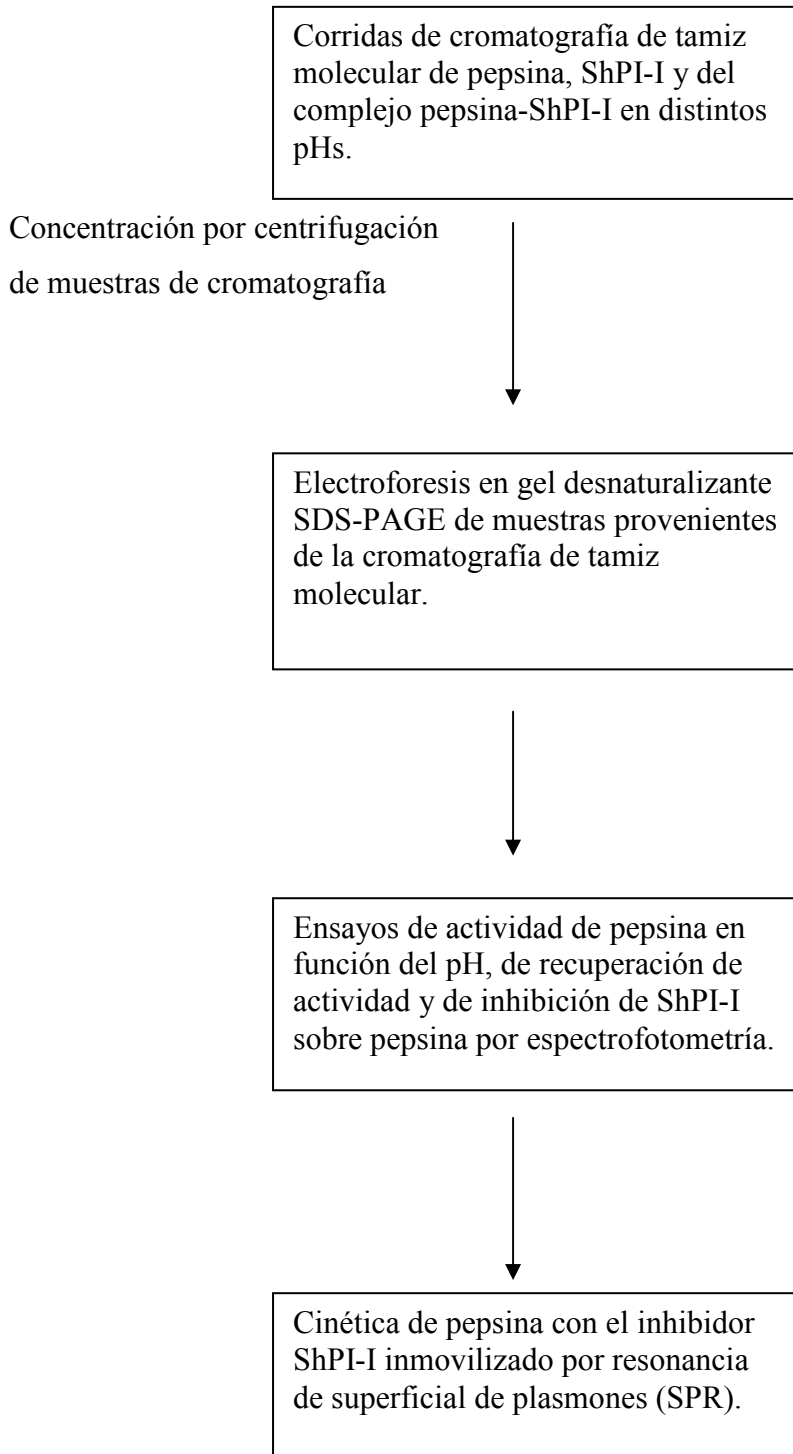 Corridas de cromatografía de tamiz
molecular de pepsina, ShPI-I y del
complejo pepsina-ShPI-I en distintos
pHs.
Concentración por centrifugación
de muestras de cromatografía
Electroforesis en gel desnaturalizante
SDS-PAGE de muestras provenientes
de la cromatografía de tamiz
molecular.
Ensayos de actividad de pepsina en
función del pH, de recuperación de
actividad y de inhibición de ShPI-I
sobre pepsina por espectrofotometría.
Cinética de pepsina con el inhibidor
ShPI-I inmovilizado por resonancia
de superficial de plasmones (SPR).